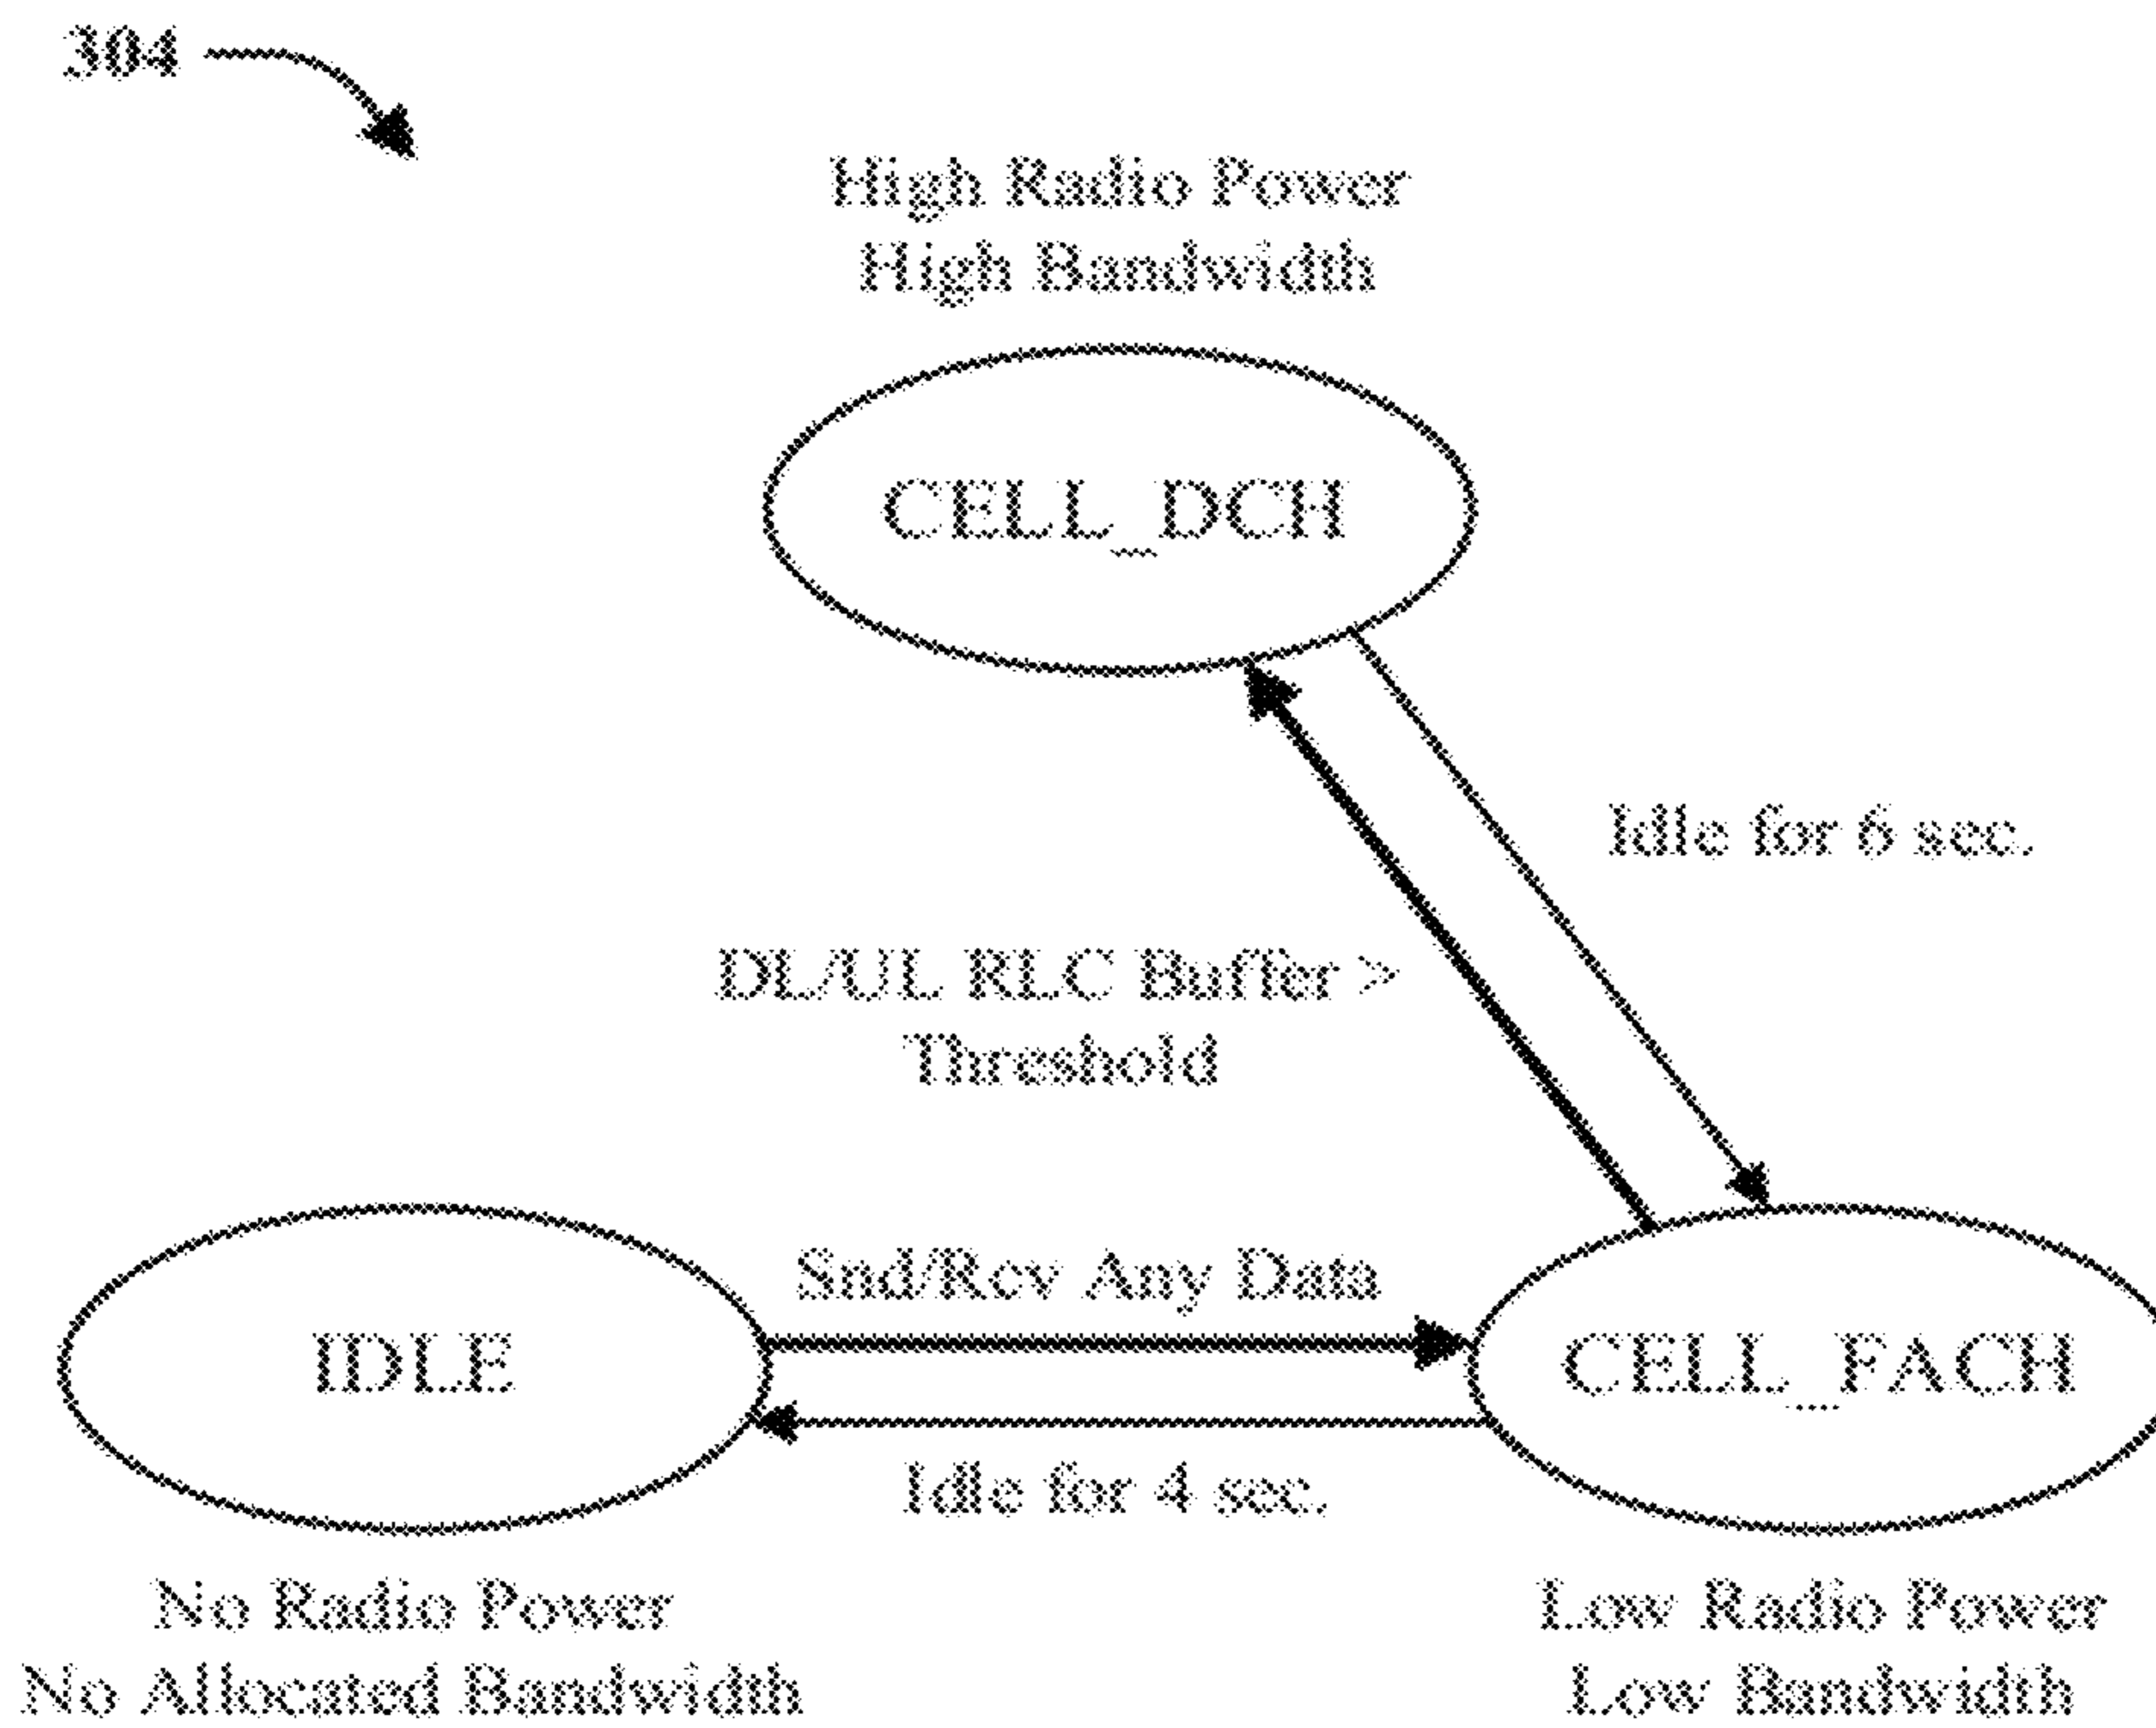 304
High Radio Power
High Bandwidth
CELL_DCH
Idle for 6 sec.
DL/UL RLC Buffer >
Threshold
Snd/Rcv Any Data
IDLE
CELL_FACH
Idle for 4 sec.
No Radio Power
No Allocated Bandwidth
Low Radio Power
Low Bandwidth